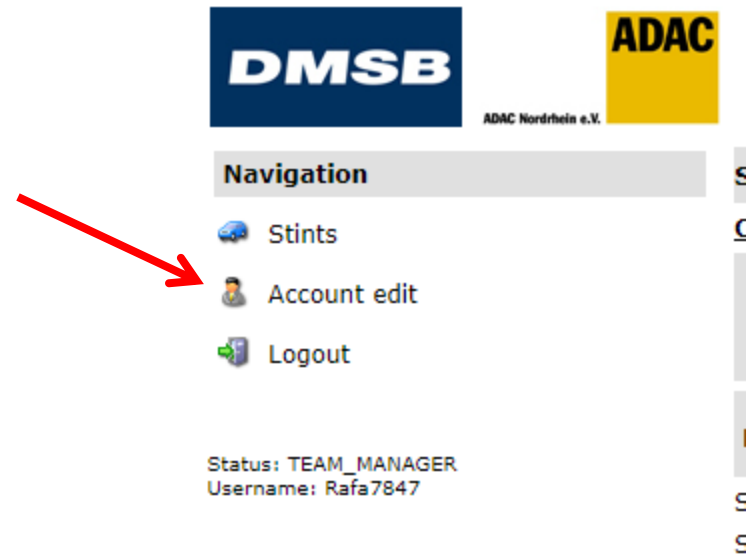 DMSB
ADAC
ADAC Nordrhein e.V.
Navigation
Stints
Account edit
Logout
Status: TEAM_MANAGER
Username: Rafa7847